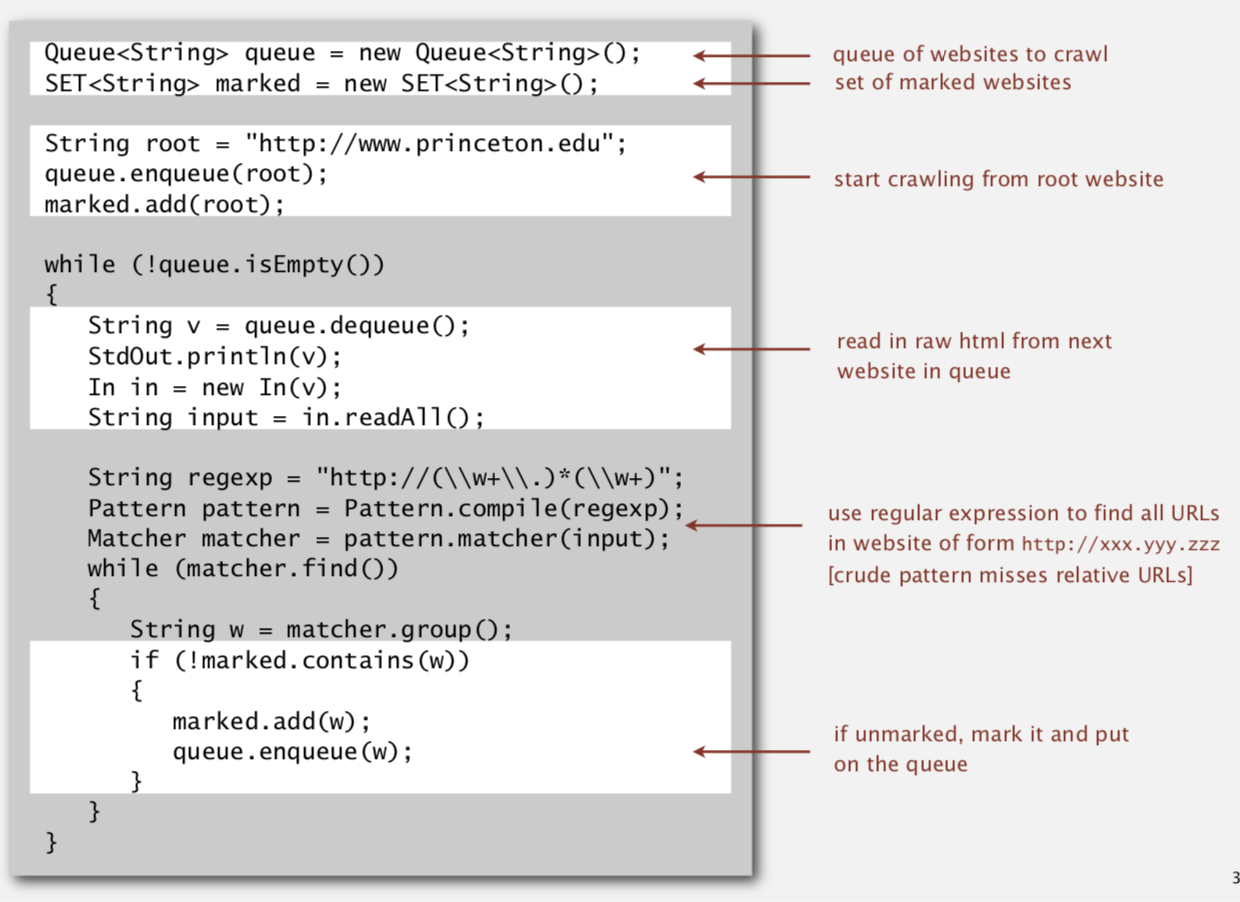 Queue<String> queue = new Queue<String>();
SET<String> marked = new SET<String>();
queue of websites to crawl
set of marked websites
String root = "http://www.princeton.edu";
queue.enqueue(root);
marked.add(root);
start crawling from root website
while (!queue.isEmpty())
{
String v = queue.dequeue();
StdOut.println(v);
In in = new In(v);
String input = in.readAll();
read in raw html from next
website in queue
String regexp = "http://(\\w+\\.)*(\\w+)";
Pattern pattern = Pattern.compile(regexp);
Matcher matcher = pattern.matcher(input);
while (matcher.find())
{
String w = matcher.group();
use regular expression to find all URLs
in website of form http://xxx.yyy.zzz
[crude pattern misses relative URLs]
if (!marked.contains(w))
{
marked.add(w);
queue.enqueue(w);
}
if unmarked, mark it and put
on the queue
}
}
3